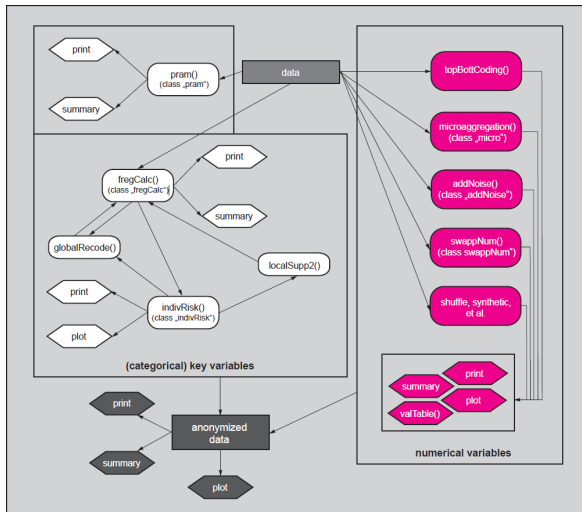 print
pram()
(class „pram“)
summary
data
topBottCoding()
microaggregation()
(class „micro“)
addNoise()
(class „addNoise“)
swappNum()
(class swappNum“)
shuffle, synthetic,
et al.
print
fregCalc()
(class „fregCalc“)
summary
globalRecode()
localSupp2()
print
indivRisk()
(class „indivRisk“)
plot
(categorical) key variables
print
summary
plot
valTable()
numerical variables
print
anonymized
data
summary
plot